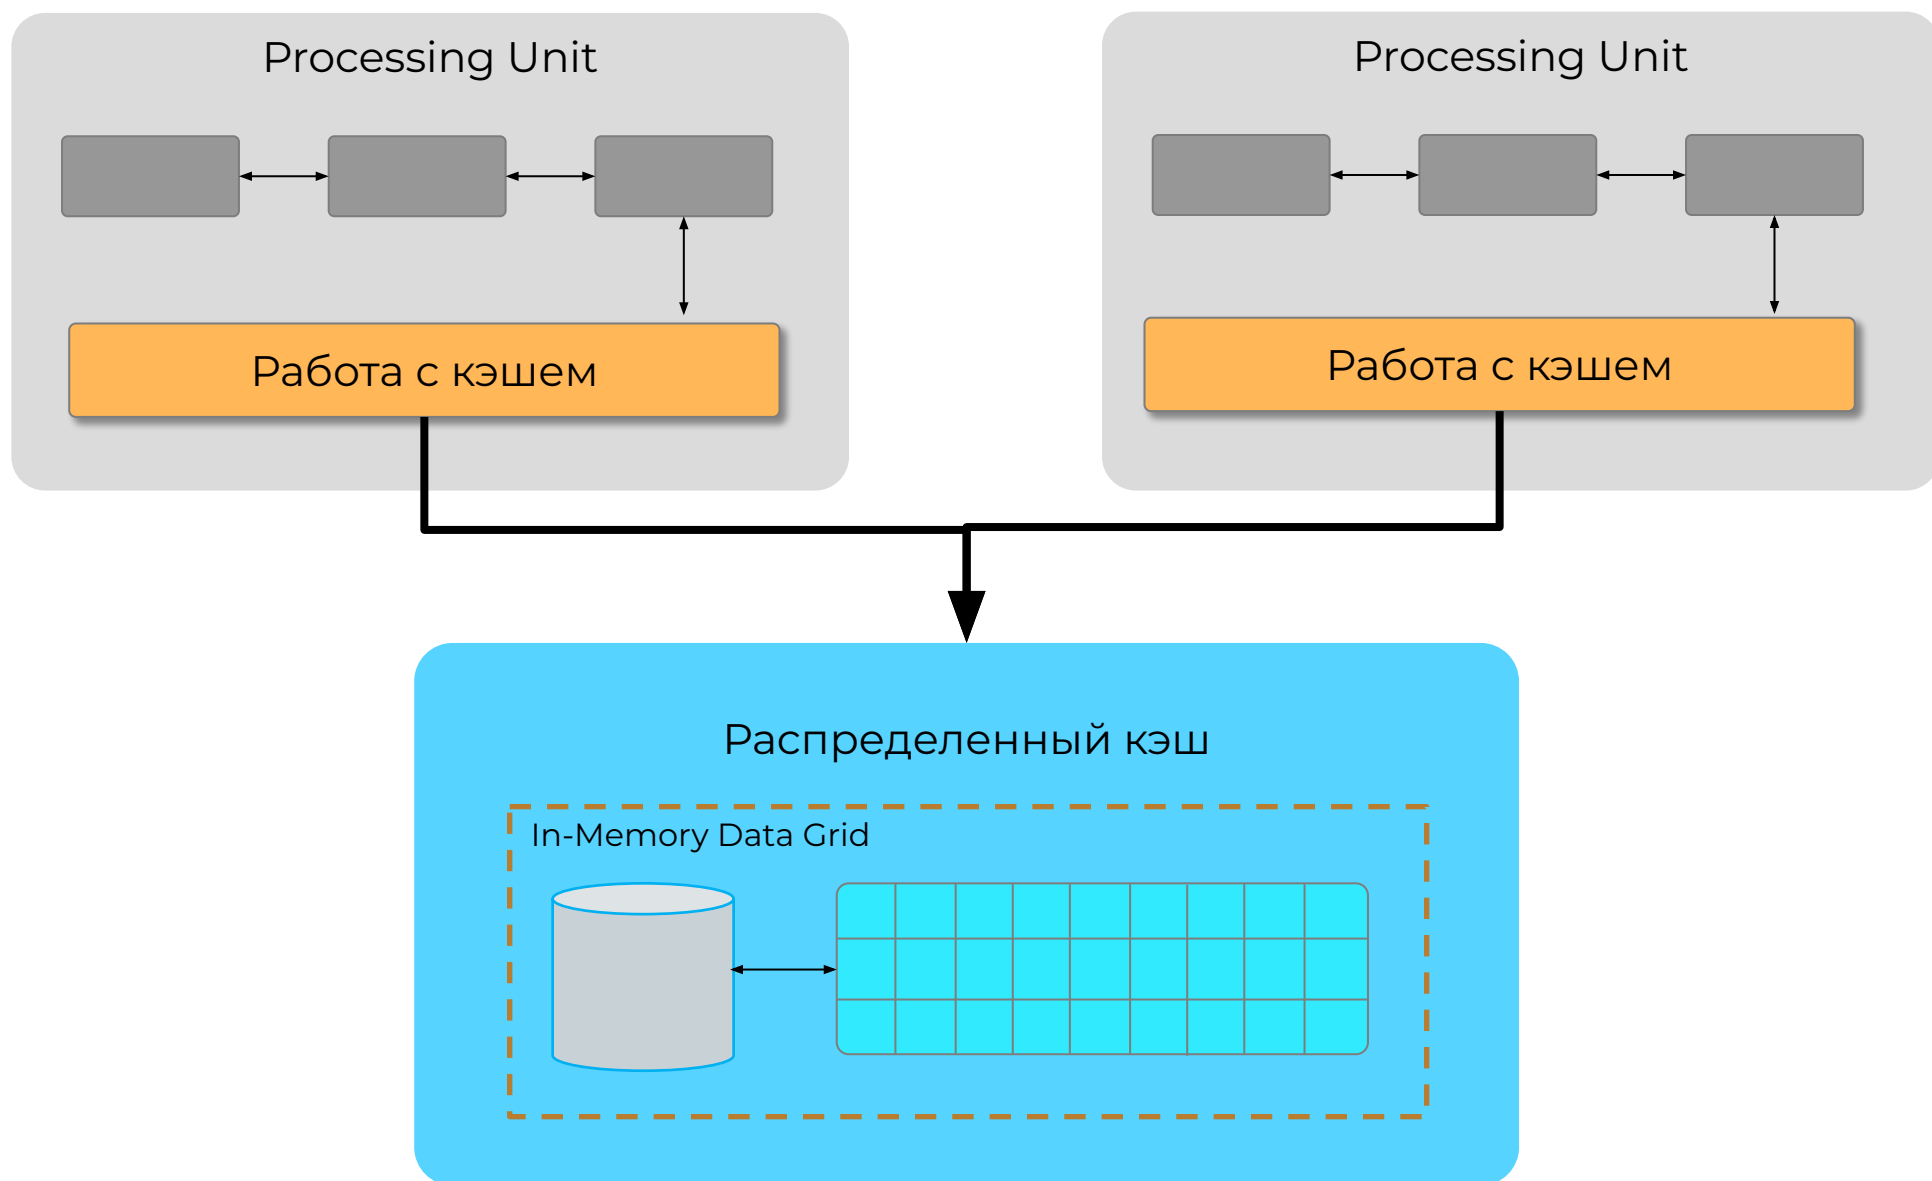 Processing Unit
Processing Unit
Работа с кэшем
Работа с кэшем
Распределенный кэш
In-Memory Data Grid